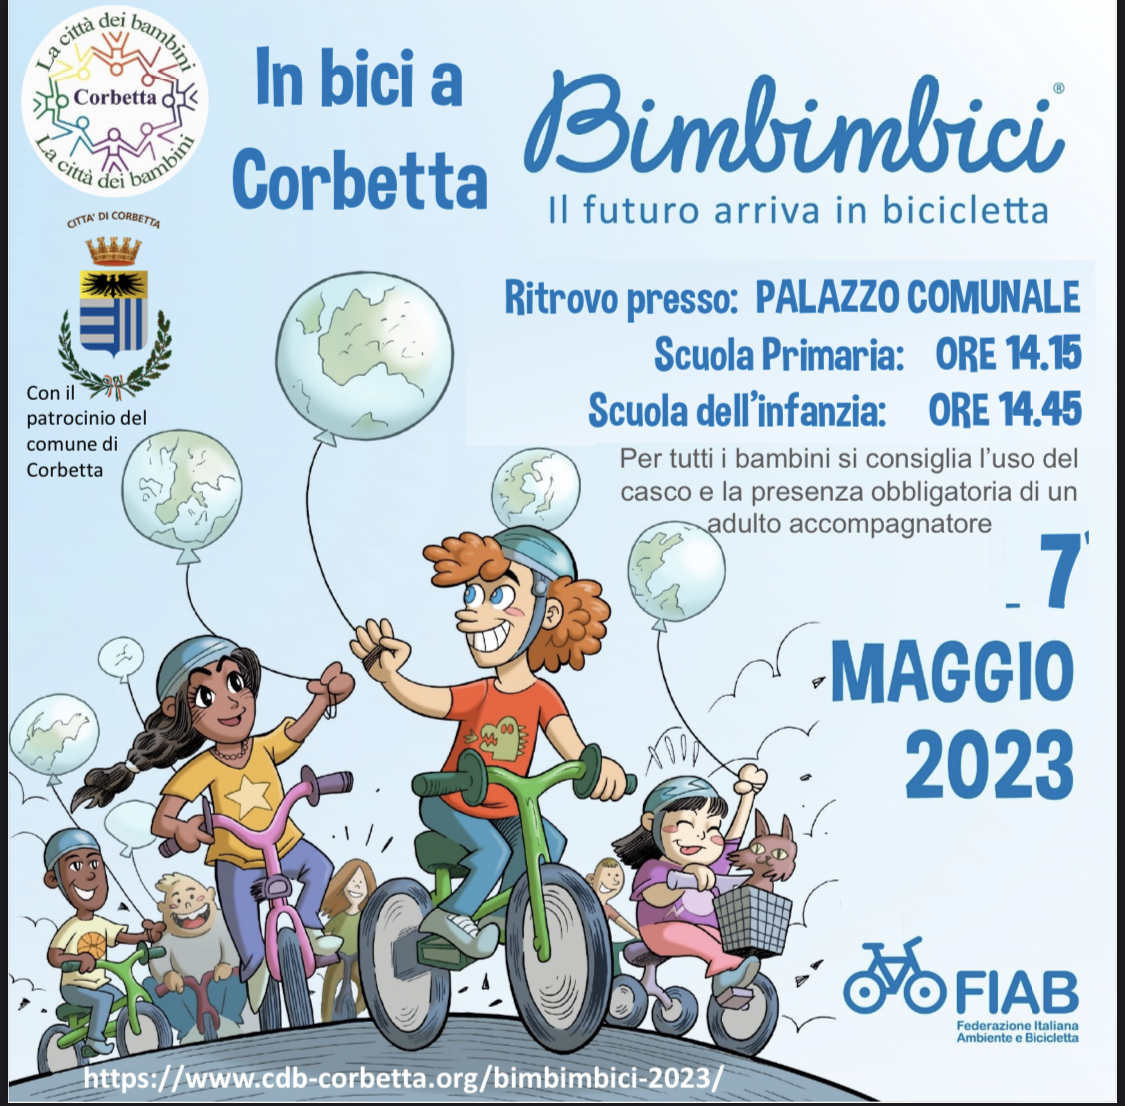 La città dei bambini
Corbetta
La città dei bambini
CITTA' DI CORBETTA
Con il
patrocinio del
comune di
Corbetta
In bici a
Corbetta
Bimbimbici®
Il futuro arriva in bicicletta
Ritrovo presso: PALAZZO COMUNALE
Scuola Primaria: ORE 14.15
Scuola dell'infanzia: ORE 14.45
Per tutti i bambini si consiglia l'uso del
casco e la presenza obbligatoria di un
adulto accompagnatore
7
MAGGIO
2023
FIAB
Federazione Italiana
Ambiente e Bicicletta
https://www.cdb-corbetta.org/bimbimbici-2023/